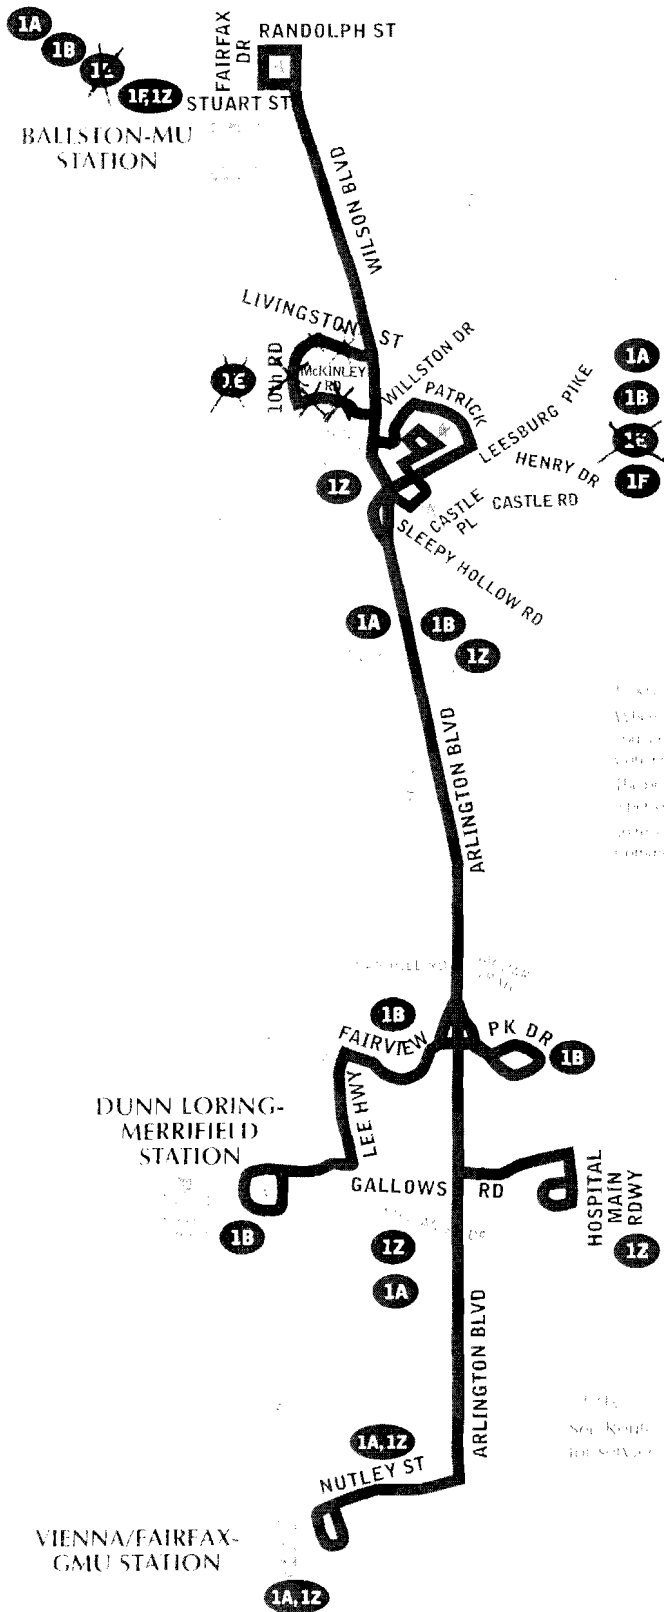 1A
1B
1F,1Z
BALLSTON-MU
STATION
FAIRFAX
DR
RANDOLPH ST
STUART ST
WILSON BLVD
LIVINGSTON ST
10th RD
McKINLEY
RD
1E
WILLSTON DR
PATRICK
HENRY DR
LEESBURG PIKE
1A
1B
1E
1F
1Z
CASTLE
PL
CASTLE RD
SLEEPY HOLLOW RD
1A
1B
1Z
ARLINGTON BLVD
1B
FAIRVIEW
PK DR
1B
LEE HWY
DUNN LORING-
MERRIFIELD
STATION
1B
GALLOWS RD
HOSPITAL
MAIN
RDWY
1Z
1Z
1A
ARLINGTON BLVD
1A,1Z
NUTLEY ST
VIENNA/FAIRFAX-
GMU STATION
1A,1Z